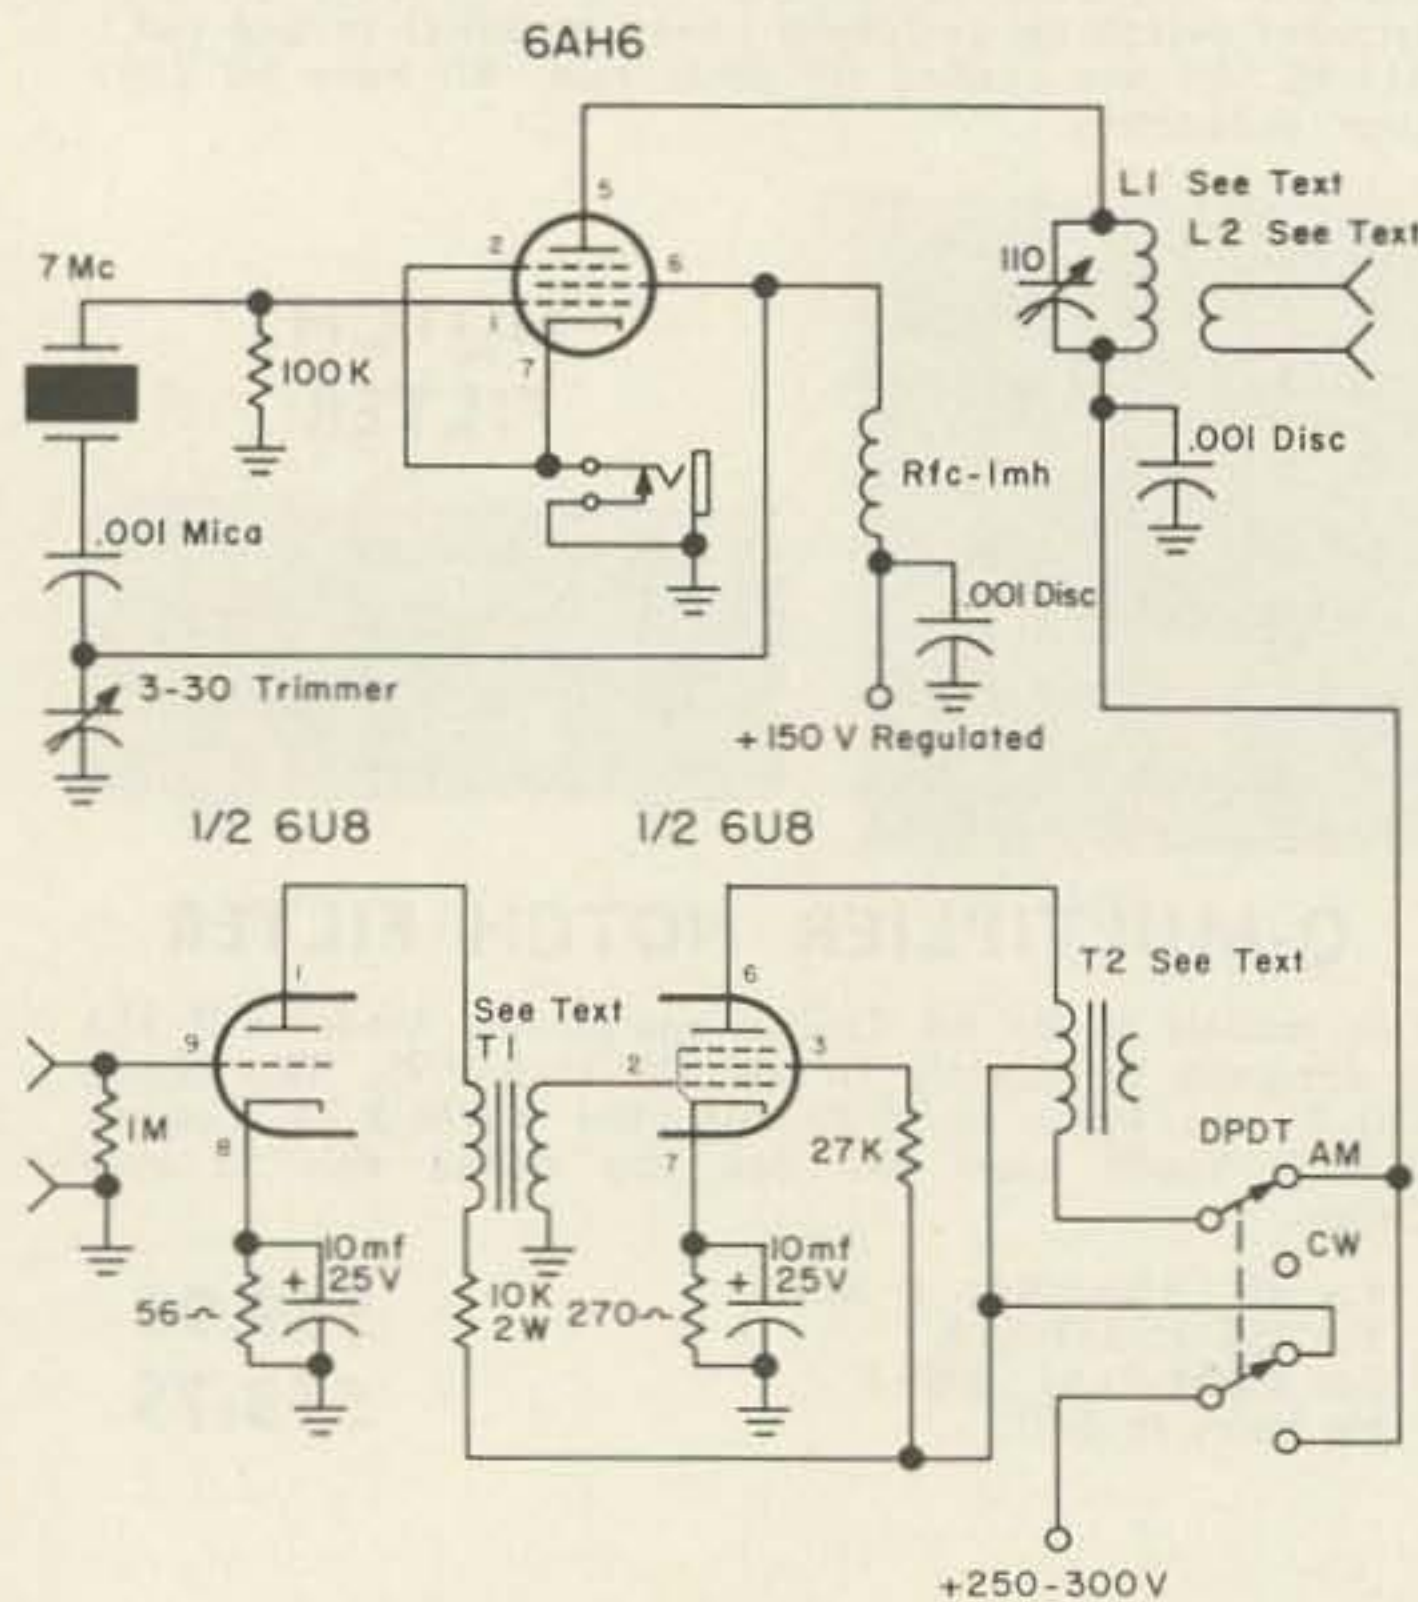 6AH6
5
L1 See Text
L2 See Text
2
6
7 Mc
110
1
100 K
7
.001 Disc
Rfc-1mh
.001 Mica
.001 Disc
3-30 Trimmer
+150 V Regulated
1/2 6U8
1/2 6U8
1
6
T2 See Text
See Text
T1
9
2
3
1M
8
7
27K
DPDT
AM
CW
10mf
25V
+
56~
10K
2W
270~
10mf
25V
+
+250-300V